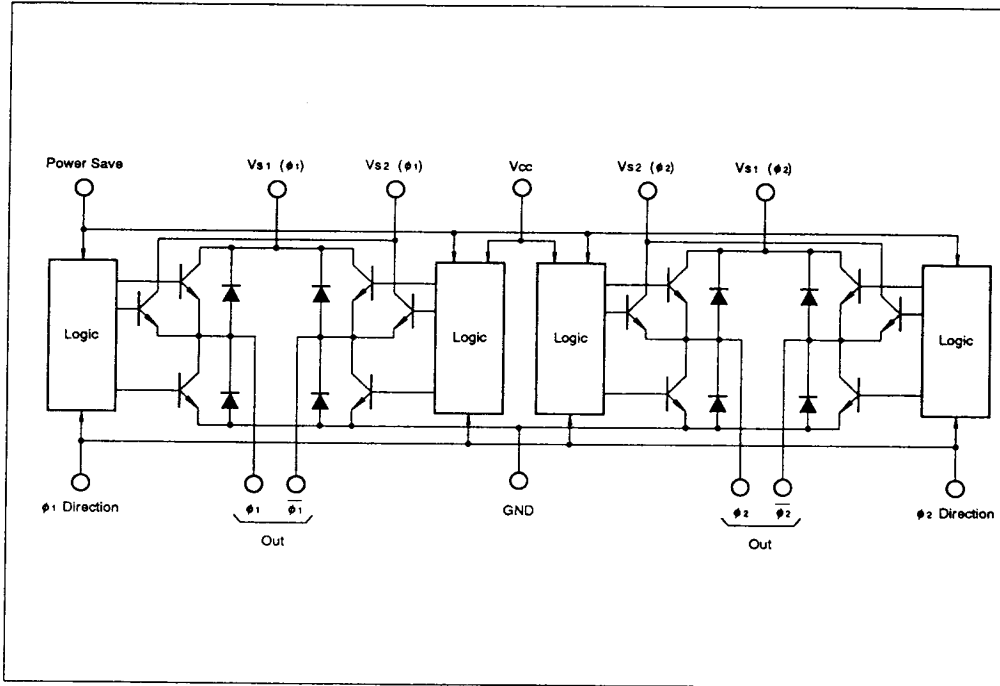 Power Save
Vs1 (ϕ1)
Vs2 (ϕ1)
Vcc
Vs2 (ϕ2)
Vs1 (ϕ2)
Logic
Logic
Logic
Logic
ϕ1 Direction
ϕ1
ϕ̅1
GND
ϕ2
ϕ̅2
ϕ2 Direction
Out
Out